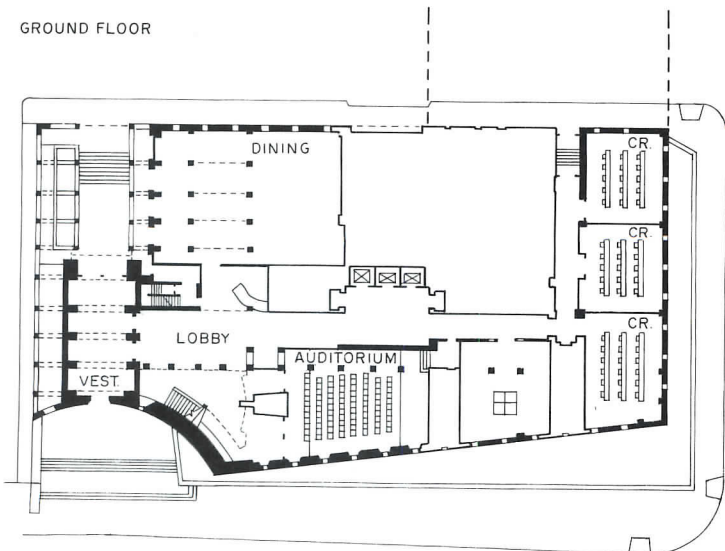 GROUND FLOOR
DINING
CR.
CR.
CR.
LOBBY
AUDITORIUM
VEST.